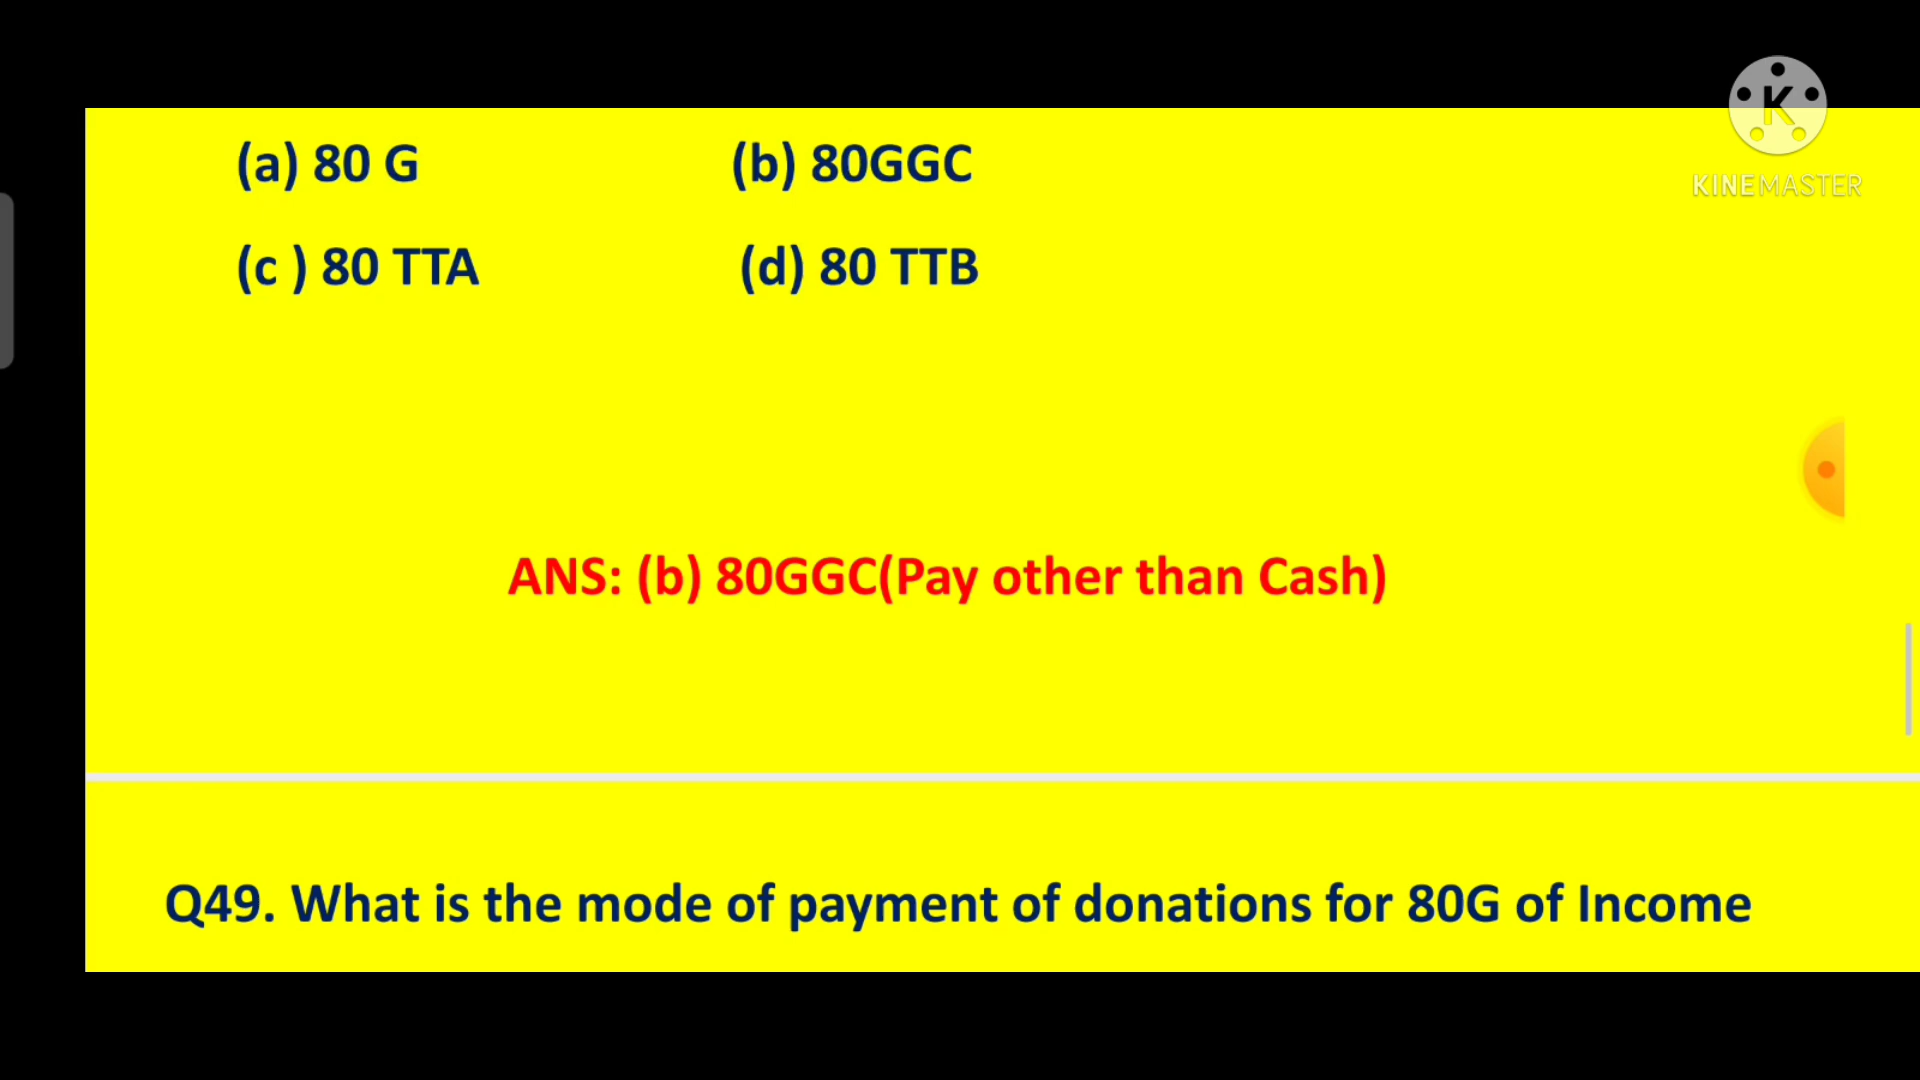 K
KINEMASTER
(a) 80 G (b) 80GGC
(c ) 80 TTA (d) 80 TTB
ANS: (b) 80GGC(Pay other than Cash)
Q49. What is the mode of payment of donations for 80G of Income